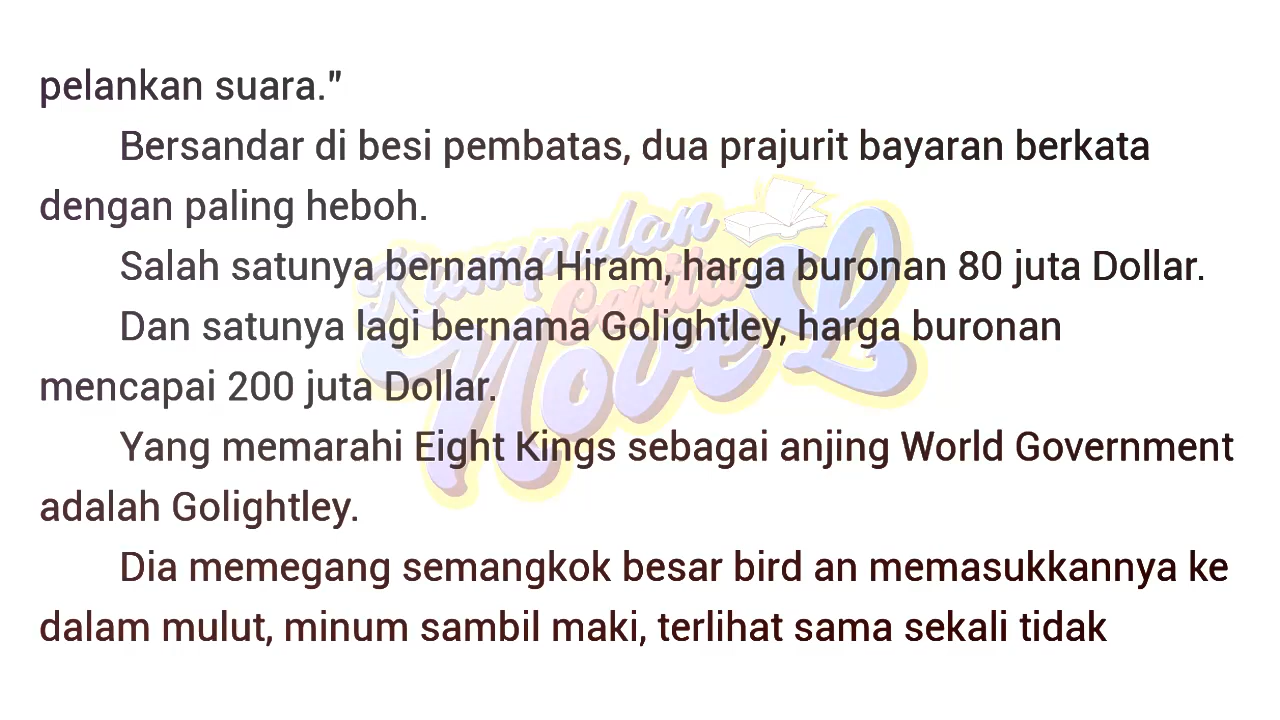 pelankan suara."
Bersandar di besi pembatas, dua prajurit bayaran berkata
dengan paling heboh.
Salah satunya bernama Hiram, harga buronan 80 juta Dollar.
Dan satunya lagi bernama Golightley, harga buronan
mencapai 200 juta Dollar.
Yang memarahi Eight Kings sebagai anjing World Government
adalah Golightley.
Dia memegang semangkok besar bird an memasukkannya ke
dalam mulut, minum sambil maki, terlihat sama sekali tidak
Kumpulan
Cerita
Novel